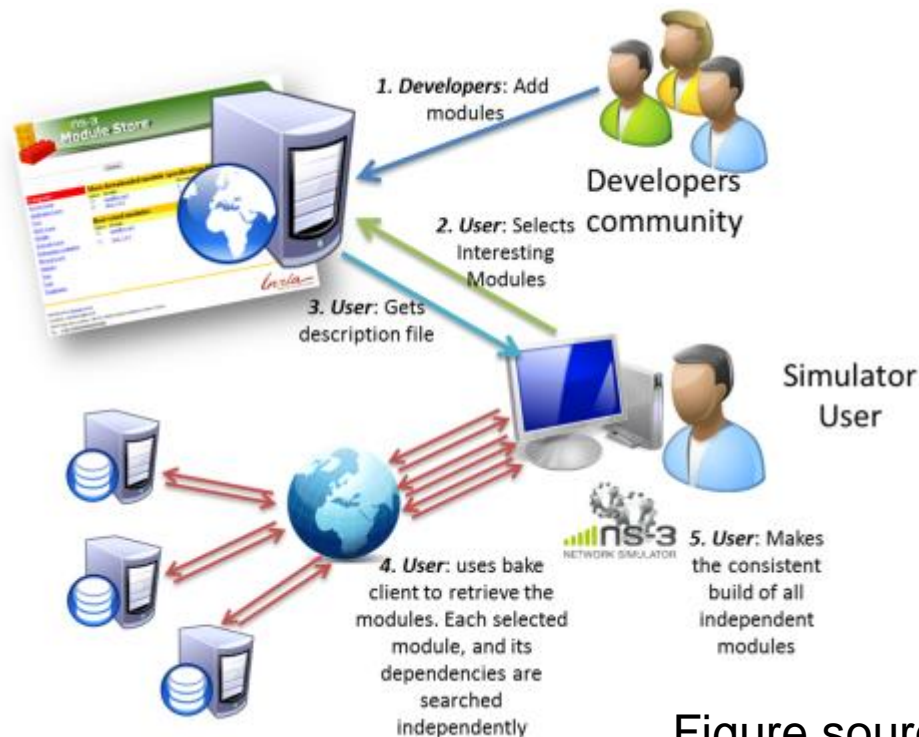 ns-3
Module Store
Inria
1. Developers: Add
modules
Developers
community
2. User: Selects
Interesting
Modules
3. User: Gets
description file
Simulator
User
ns-3
NETWORK SIMULATOR
4. User: uses bake
client to retrieve the
modules. Each selected
module, and its
dependencies are
searched
independently
5. User: Makes
the consistent
build of all
independent
modules
Figure sour